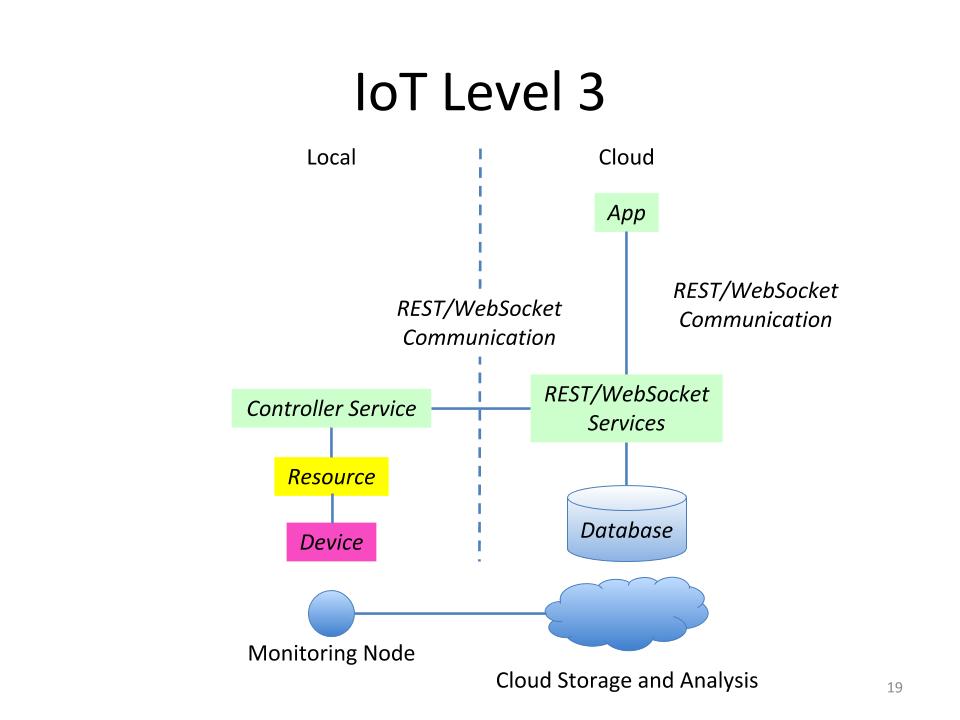 IoT Level 3
Local
Cloud
App
REST/WebSocket
Communication
REST/WebSocket
Communication
Controller Service
REST/WebSocket
Services
Resource
Database
Device
Monitoring Node
Cloud Storage and Analysis
19